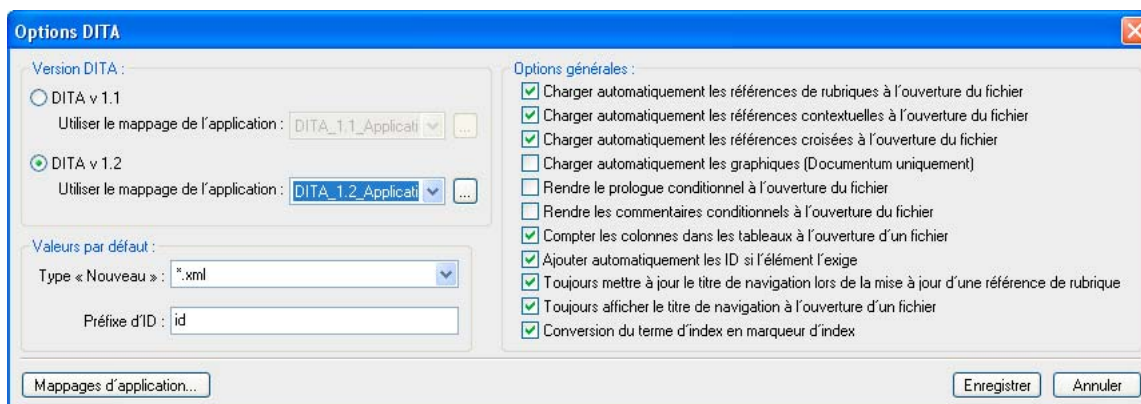 Options DITA
Version DITA :
DITA v 1.1
Utiliser le mappage de l'application : DITA_1.1_Applicati ...
DITA v 1.2
Utiliser le mappage de l'application : DITA_1.2_Applicati ...
Valeurs par défaut :
Type « Nouveau » : *.xml
Préfixe d'ID : id
Options générales :
Charger automatiquement les références de rubriques à l'ouverture du fichier
Charger automatiquement les références contextuelles à l'ouverture du fichier
Charger automatiquement les références croisées à l'ouverture du fichier
Charger automatiquement les graphiques (Documentum uniquement)
Rendre le prologue conditionnel à l'ouverture du fichier
Rendre les commentaires conditionnels à l'ouverture du fichier
Compter les colonnes dans les tableaux à l'ouverture d'un fichier
Ajouter automatiquement les ID si l'élément l'exige
Toujours mettre à jour le titre de navigation lors de la mise à jour d'une référence de rubrique
Toujours afficher le titre de navigation à l'ouverture d'un fichier
Conversion du terme d'index en marqueur d'index
Mappages d'application... Enregistrer Annuler